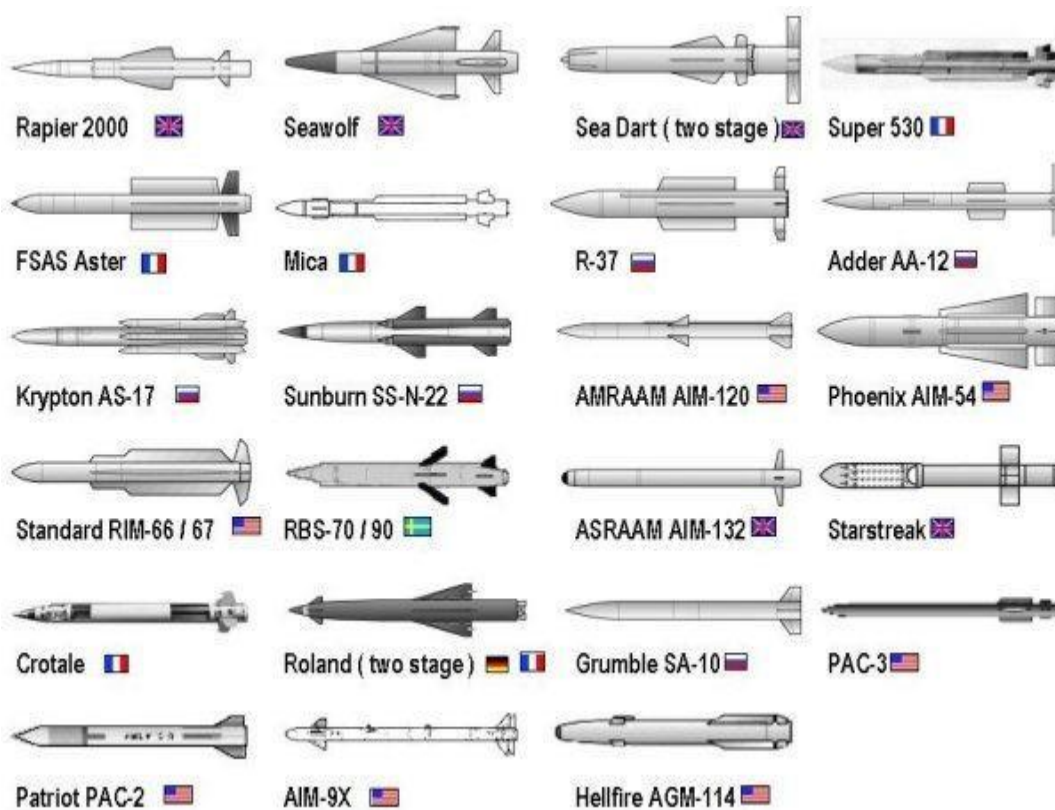 Rapier 2000
Seawolf
Sea Dart ( two stage )
Super 530
FSAS Aster
Mica
R-37
Adder AA-12
Krypton AS-17
Sunburn SS-N-22
AMRAAM AIM-120
Phoenix AIM-54
Standard RIM-66 / 67
RBS-70 / 90
ASRAAM AIM-132
Starstreak
Crotale
Roland ( two stage )
Grumble SA-10
PAC-3
Patriot PAC-2
AIM-9X
Hellfire AGM-114